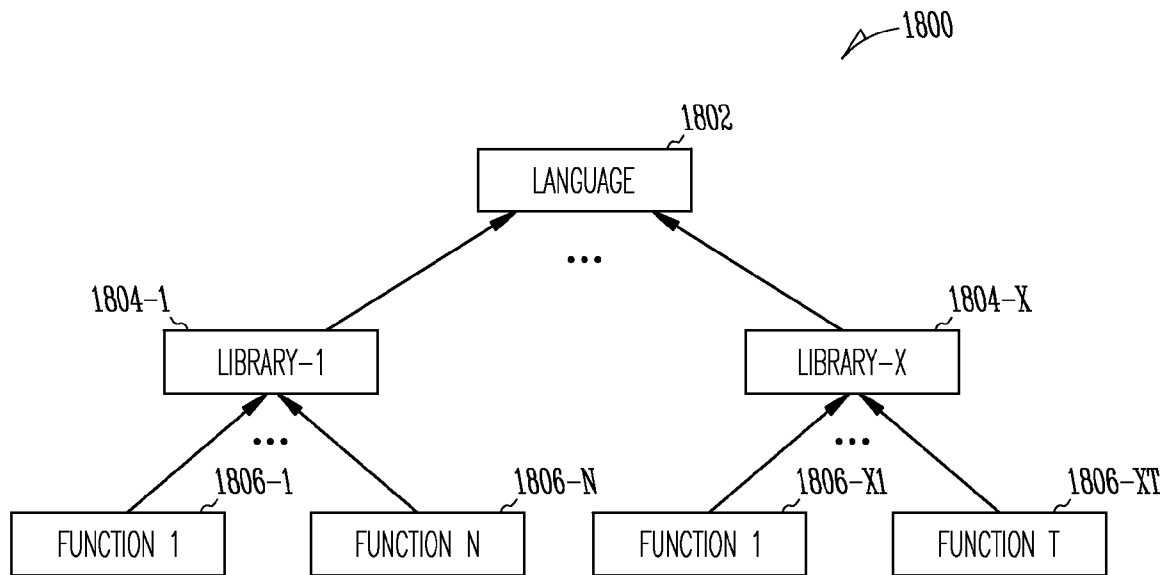 1800
1802
LANGUAGE
...
1804-1
1804-X
LIBRARY-1
LIBRARY-X
...
...
1806-1
1806-N
1806-X1
1806-XT
FUNCTION 1
FUNCTION N
FUNCTION 1
FUNCTION T